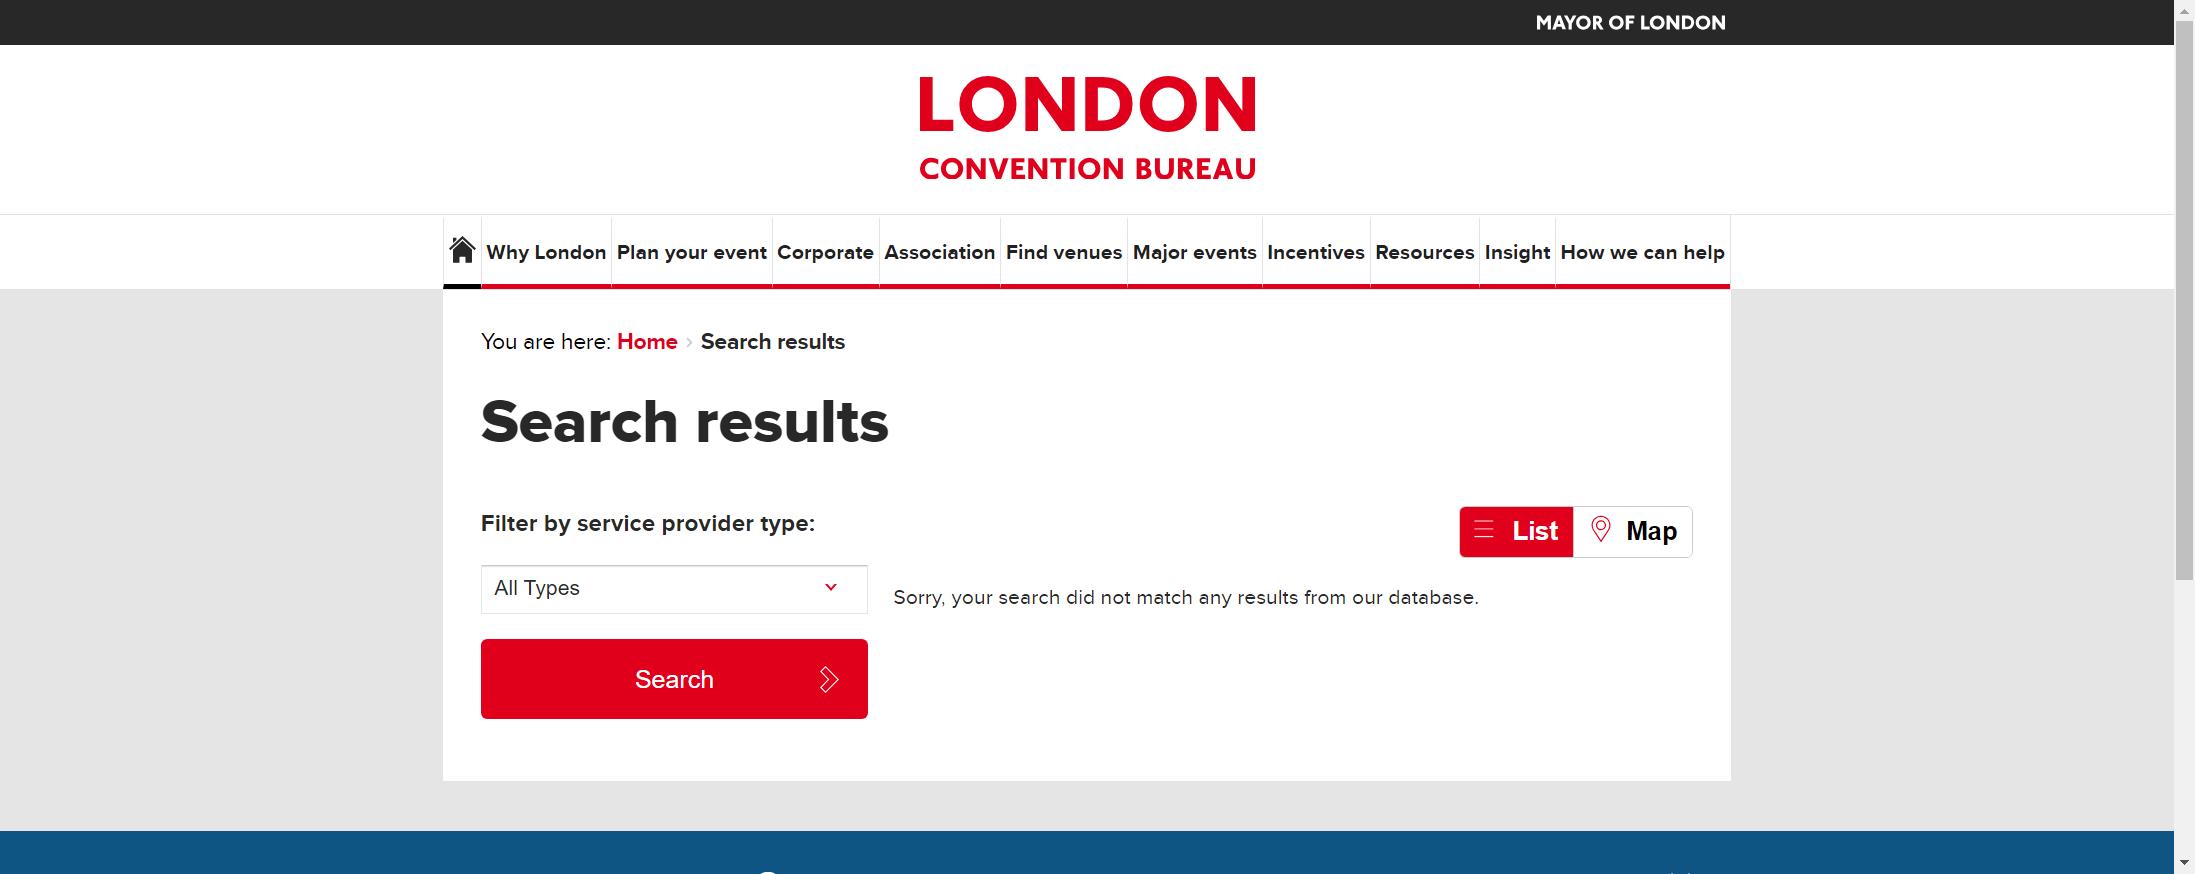 MAYOR OF LONDON
LONDON
CONVENTION BUREAU
Why London Plan your event Corporate Association Find venues Major events Incentives Resources Insight How we can help
You are here: Home › Search results
Search results
Filter by service provider type:
List Map
All Types
Sorry, your search did not match any results from our database.
Search